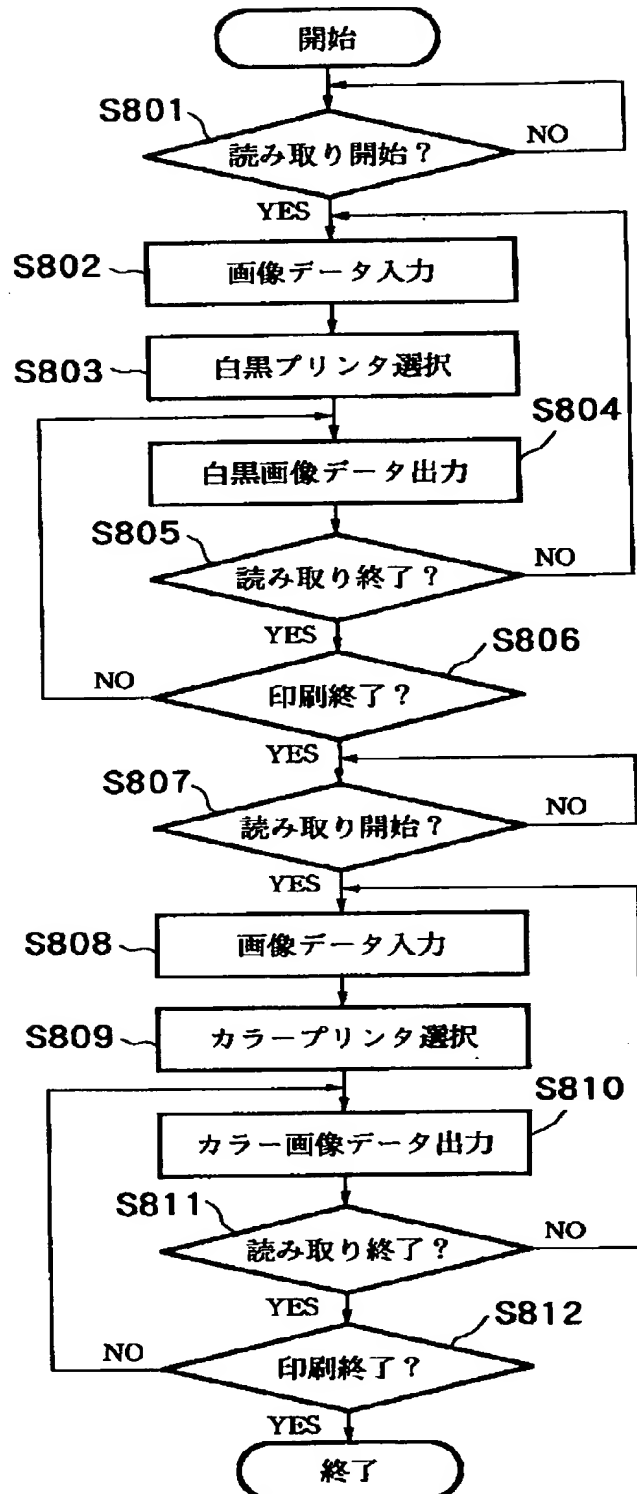 開始
S801
読み取り開始?
NO
YES
S802
画像データ入力
S803
白黒プリンタ選択
S804
白黒画像データ出力
S805
読み取り終了?
NO
YES
S806
印刷終了?
NO
YES
S807
読み取り開始?
NO
YES
S808
画像データ入力
S809
カラープリンタ選択
S810
カラー画像データ出力
S811
読み取り終了?
NO
YES
S812
印刷終了?
NO
YES
終了